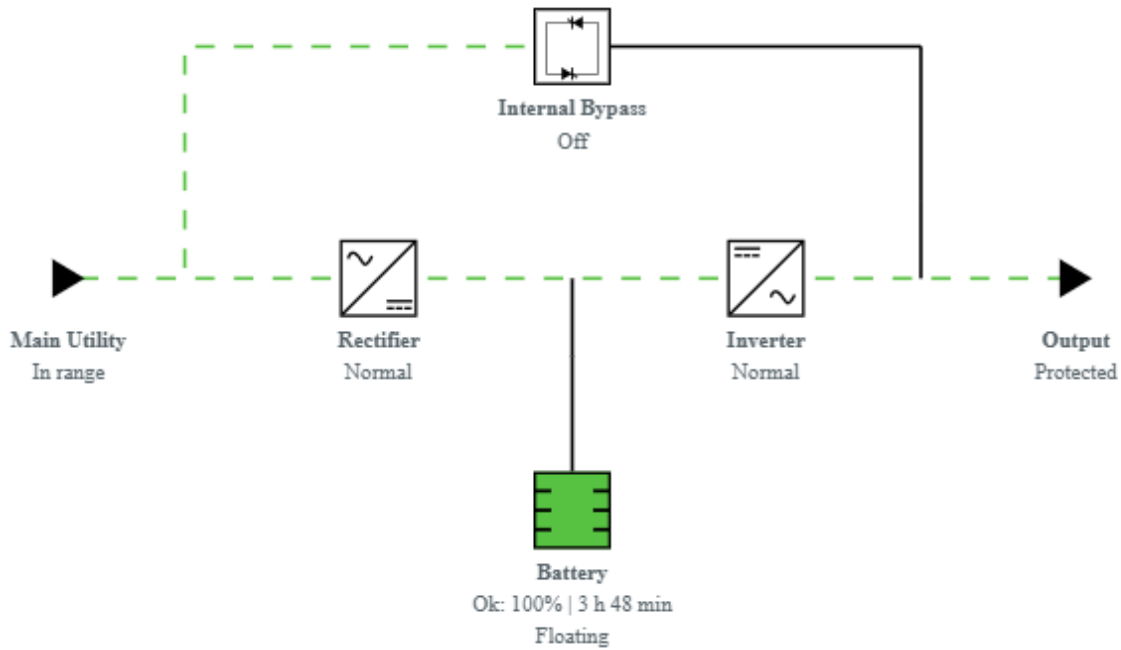 Internal Bypass
Off
Main Utility
In range
Rectifier
Normal
Inverter
Normal
Output
Protected
Battery
Ok: 100% | 3 h 48 min
Floating